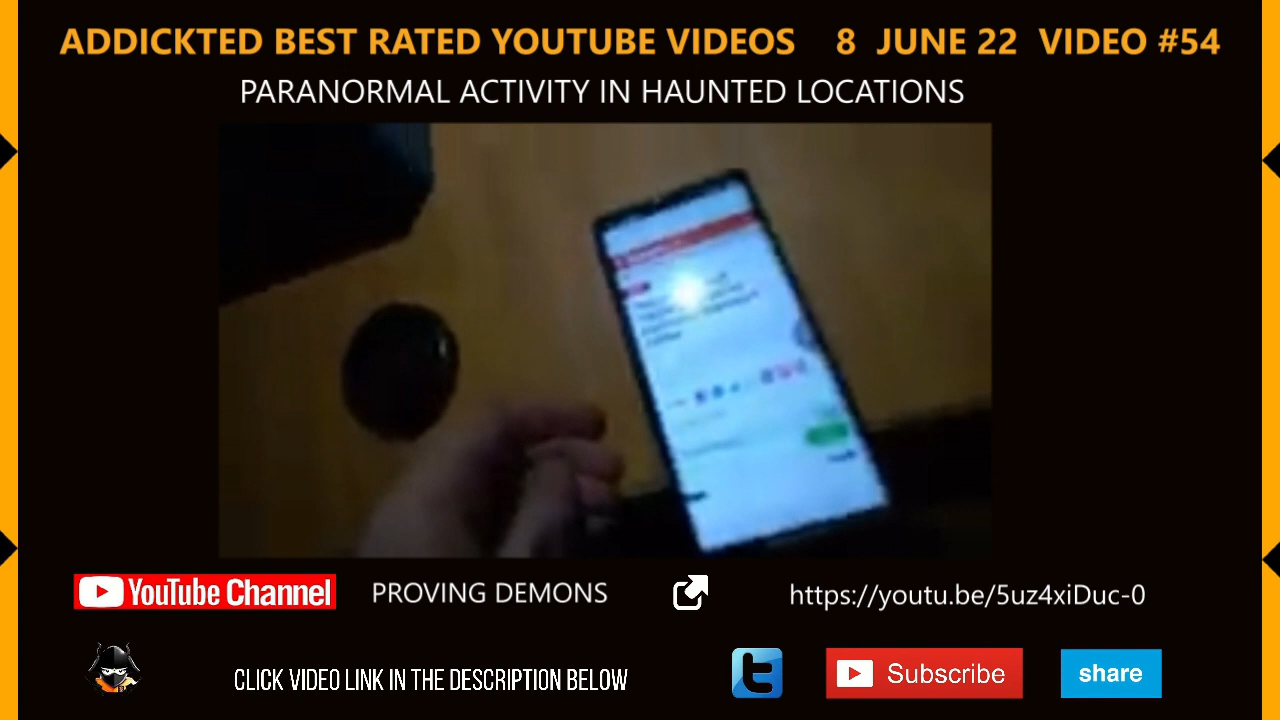 ADDICKTED BEST RATED YOUTUBE VIDEOS 8 JUNE 22 VIDEO #54
PARANORMAL ACTIVITY IN HAUNTED LOCATIONS
YouTube Channel PROVING DEMONS https://youtu.be/5uz4xiDuc-0
CLICK VIDEO LINK IN THE DESCRIPTION BELOW t Subscribe share